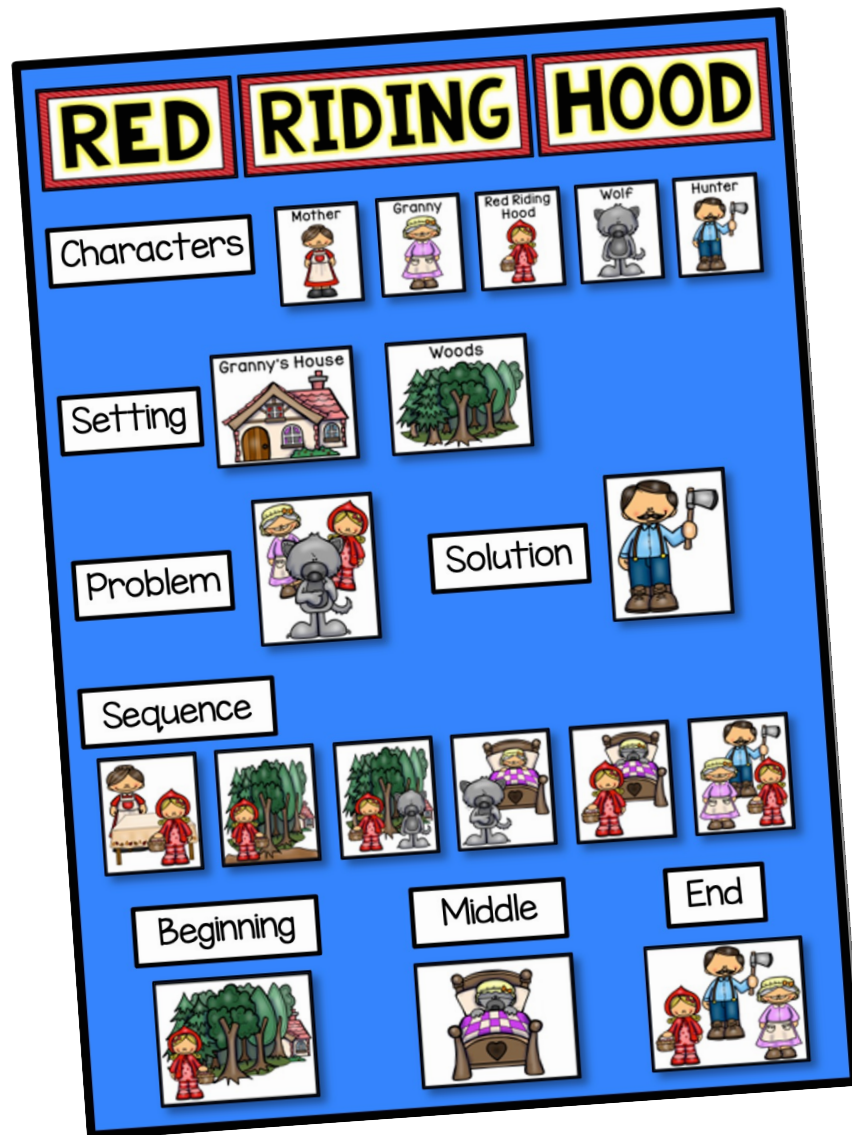 RED RIDING HOOD
Characters
Mother
Granny
Red Riding
Hood
Wolf
Hunter
Setting
Granny's House
Woods
Problem
Solution
Sequence
Beginning
Middle
End